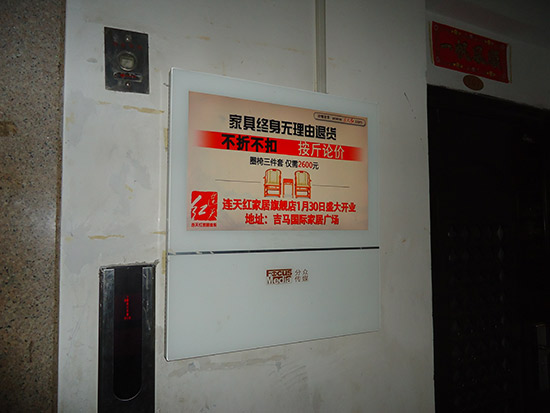 家具终身无理由退货
不折不扣 按斤论价
圈椅三件套 仅需2600元
连天红家居旗舰店1月30日盛大开业
地址：吉马国际家居广场
FOCUS Media 分众传媒